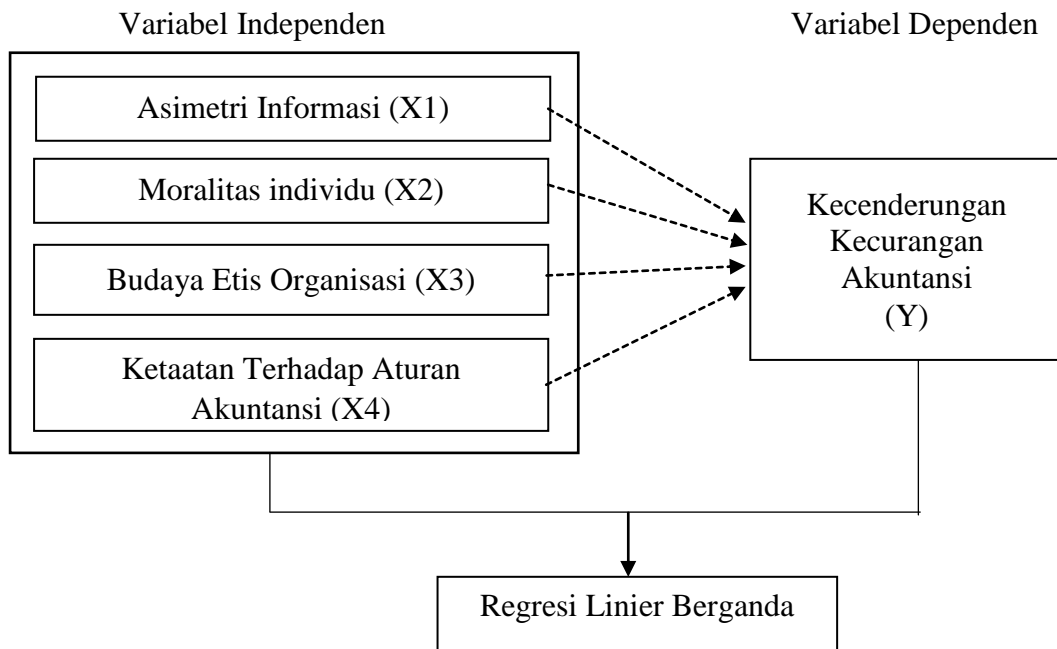 Variabel Independen
Variabel Dependen
Asimetri Informasi (X1)
Moralitas individu (X2)
Budaya Etis Organisasi (X3)
Ketaatan Terhadap Aturan
Akuntansi (X4)
Kecenderungan
Kecurangan
Akuntansi
(Y)
Regresi Linier Berganda